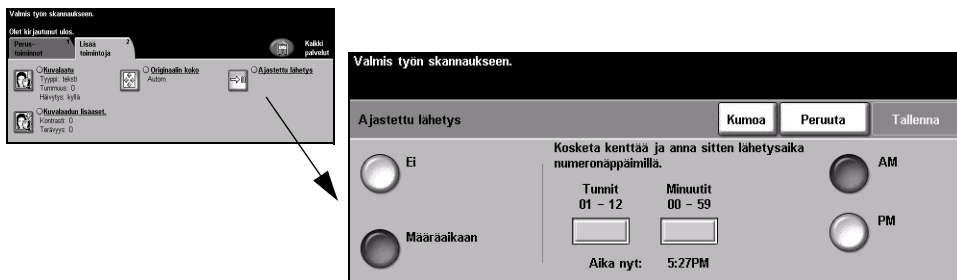 Valmis työn skannaukseen.
Olet kirjautunut ulos.
Perus-
toiminnot
1
Lisää
toimintoja
2
Kaikki
palvelut
Kuvalaatu
Tyyppi: teksti
Tummuus: 0
Häivytys: kyllä
Originaalin koko
Autom.
Ajastettu lähetys
Kuvalaadun lisäaset.
Kontrasti: 0
Terävyys: 0
Valmis työn skannaukseen.
Ajastettu lähetys
Kumoa
Peruuta
Tallenna
Ei
Määräaikaan
Kosketa kenttää ja anna sitten lähetysaika
numeronäppäimillä.
Tunnit
01 - 12
Minuutit
00 - 59
Aika nyt: 5:27PM
AM
PM